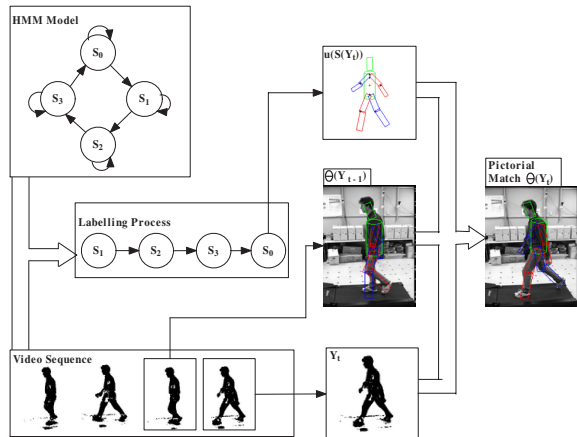 HMM Model
S0
S3
S1
S2
u(S(Yt))
Θ(Yt-1)
Pictorial
Match Θ(Yt)
Labelling Process
S1
S2
S3
S0
Video Sequence
Yt